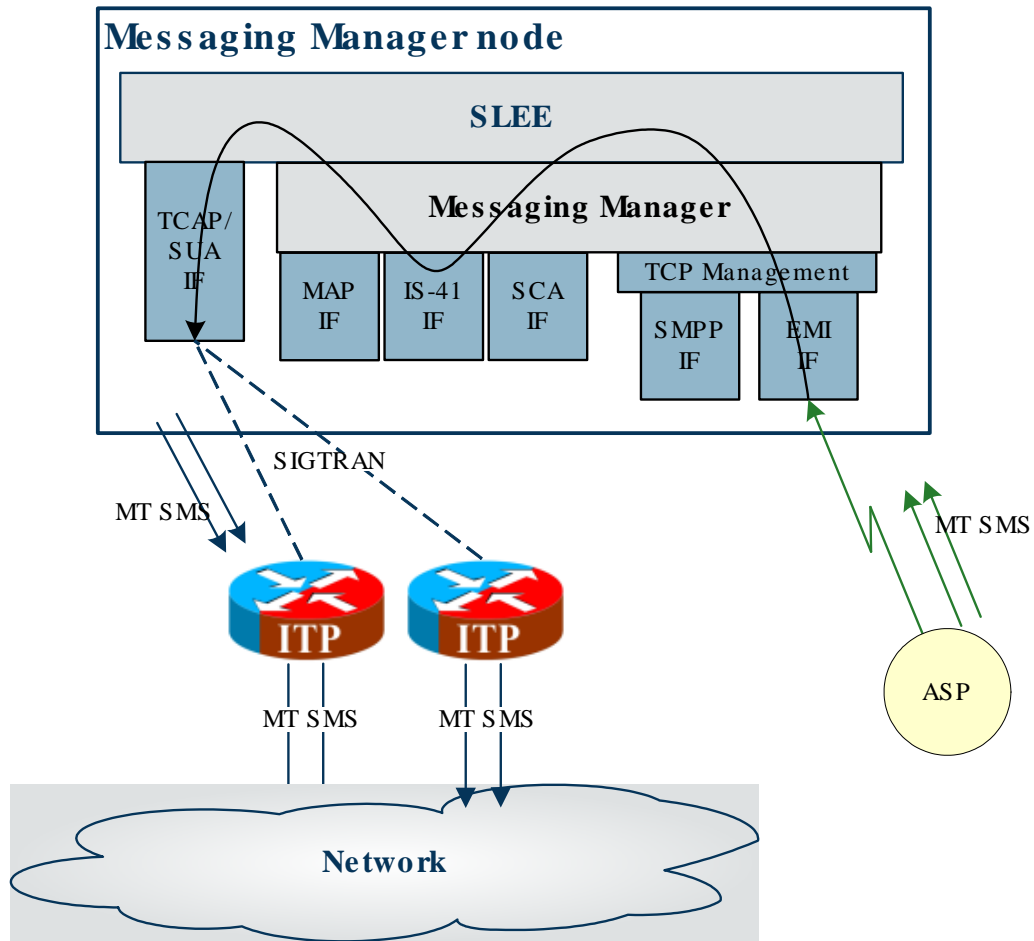 Messaging Manager node
SLEE
Messaging Manager
TCAP/
SUA
IF
MAP
IF
IS-41
IF
SCA
IF
TCP Management
SMPP
IF
EMI
IF
SIGTRAN
MT SMS
MT SMS
ITP
ITP
ASP
MT SMS
MT SMS
Network